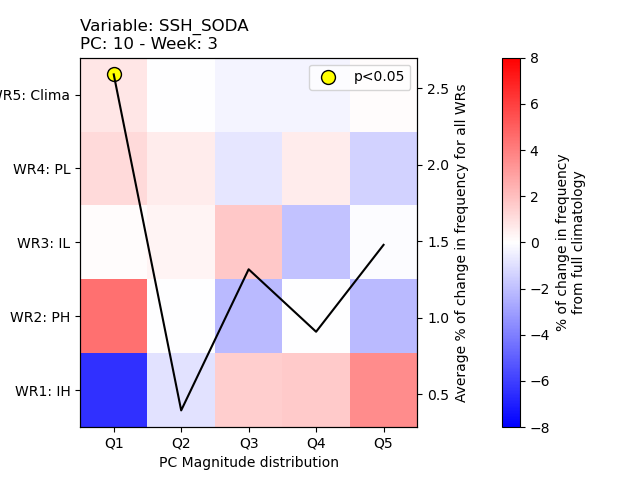 Variable: SSH_SODA
PC: 10 - Week: 3
p<0.05
WR5: Clima
WR4: PL
WR3: IL
WR2: PH
WR1: IH
Q1 Q2 Q3 Q4 Q5
PC Magnitude distribution
2.5
2.0
1.5
1.0
0.5
Average % of change in frequency for all WRs
8
6
4
2
0
−2
−4
−6
−8
% of change in frequency
from full climatology